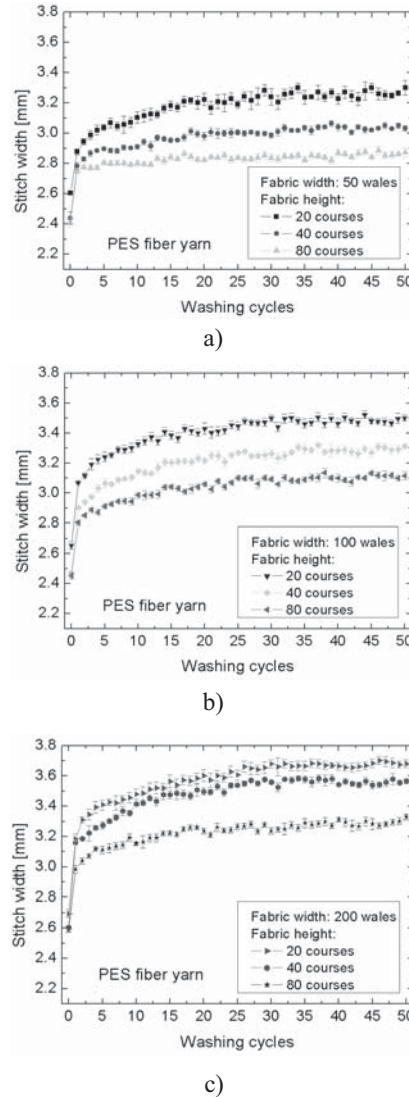 3.8
3.6
3.4
3.2
3.0
2.8
2.6
2.4
2.2
Stitch width [mm]
Fabric width: 50 wales
Fabric height:
20 courses
40 courses
80 courses
PES fiber yarn
0 5 10 15 20 25 30 35 40 45 50
Washing cycles
a)
3.8
3.6
3.4
3.2
3.0
2.8
2.6
2.4
2.2
Stitch width [mm]
Fabric width: 100 wales
Fabric height:
20 courses
40 courses
80 courses
PES fiber yarn
0 5 10 15 20 25 30 35 40 45 50
Washing cycles
b)
3.8
3.6
3.4
3.2
3.0
2.8
2.6
2.4
2.2
Stitch width [mm]
Fabric width: 200 wales
Fabric height:
20 courses
40 courses
80 courses
PES fiber yarn
0 5 10 15 20 25 30 35 40 45 50
Washing cycles
c)